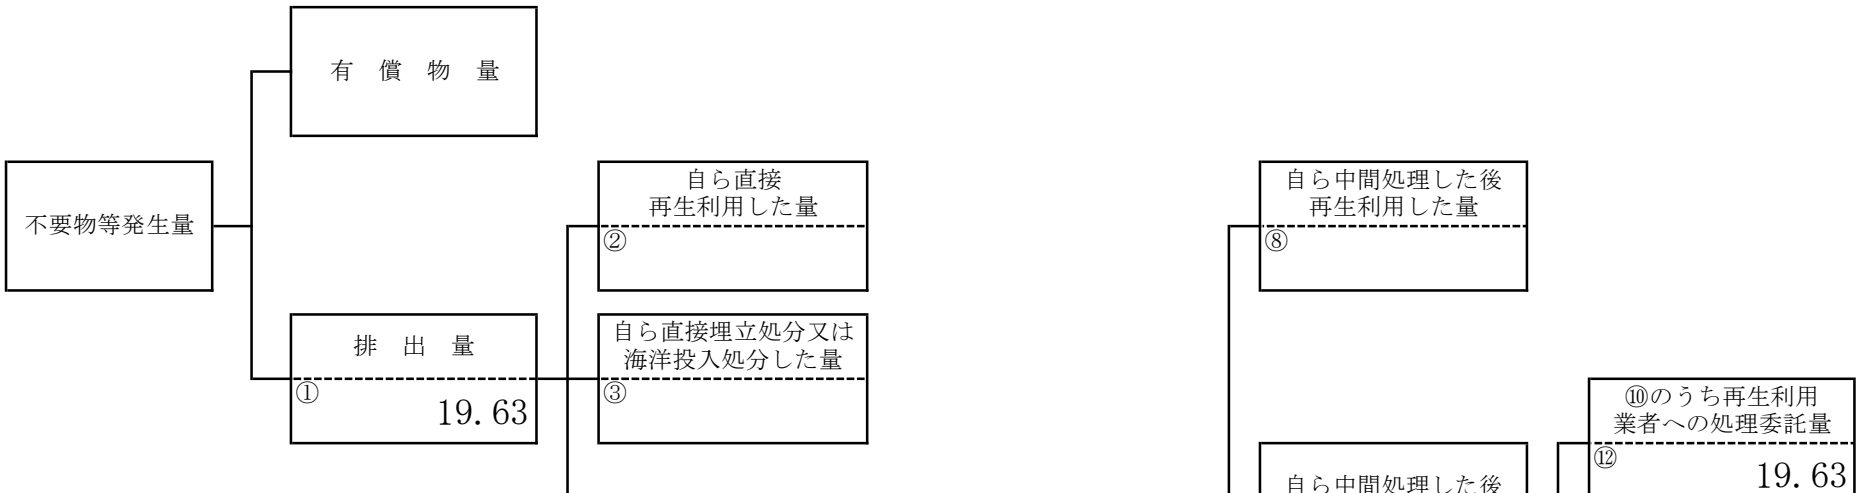 有　償　物　量
不要物等発生量
自ら直接
再生利用した量
②
自ら中間処理した後
再生利用した量
⑧
排　出　量
①
19.63
自ら直接埋立処分又は
海洋投入処分した量
③
⑩のうち再生利用
業者への処理委託量
⑫
19.63
自ら中間処理した後